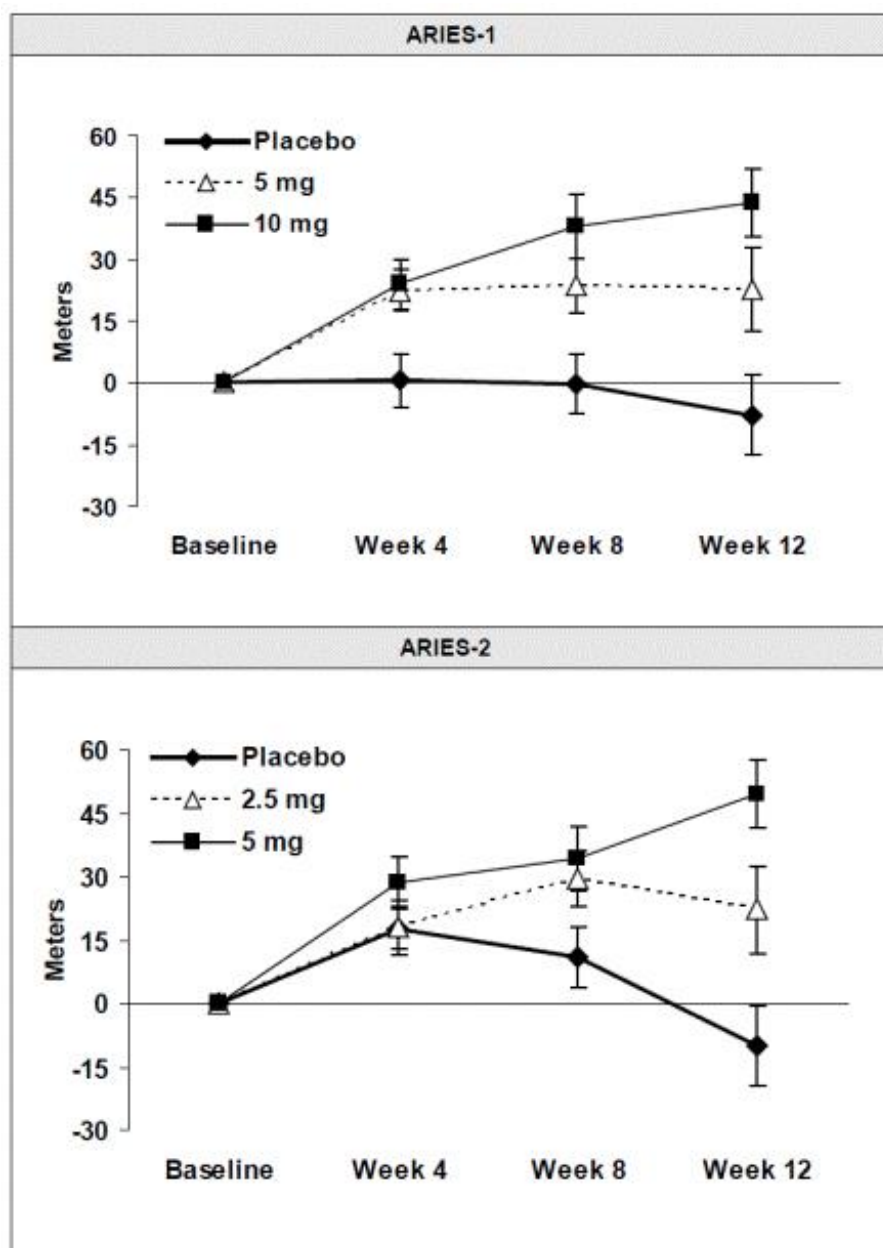 ARIES-1
Placebo
5 mg
10 mg
60
45
30
15
0
-15
-30
Meters
Baseline Week 4 Week 8 Week 12
ARIES-2
Placebo
2.5 mg
5 mg
60
45
30
15
0
-15
-30
Meters
Baseline Week 4 Week 8 Week 12